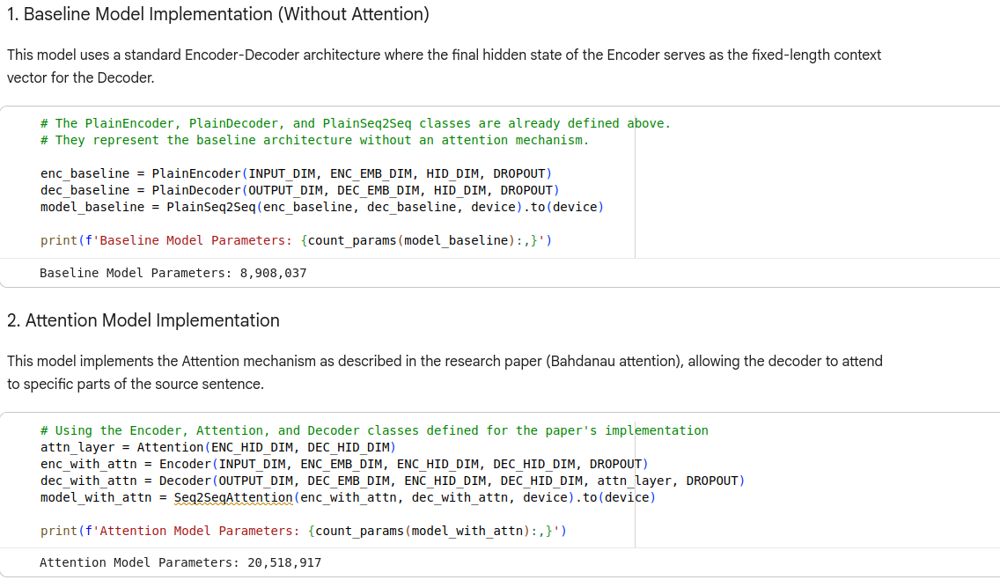 1. Baseline Model Implementation (Without Attention)
This model uses a standard Encoder-Decoder architecture where the final hidden state of the Encoder serves as the fixed-length context
vector for the Decoder.
# The PlainEncoder, PlainDecoder, and PlainSeq2Seq classes are already defined above.
# They represent the baseline architecture without an attention mechanism.
enc_baseline = PlainEncoder(INPUT_DIM, ENC_EMB_DIM, HID_DIM, DROPOUT)
dec_baseline = PlainDecoder(OUTPUT_DIM, DEC_EMB_DIM, HID_DIM, DROPOUT)
model_baseline = PlainSeq2Seq(enc_baseline, dec_baseline, device).to(device)
print(f'Baseline Model Parameters: {count_params(model_baseline):,}')
Baseline Model Parameters: 8,908,037
2. Attention Model Implementation
This model implements the Attention mechanism as described in the research paper (Bahdanau attention), allowing the decoder to attend
to specific parts of the source sentence.
# Using the Encoder, Attention, and Decoder classes defined for the paper's implementation
attn_layer = Attention(ENC_HID_DIM, DEC_HID_DIM)
enc_with_attn = Encoder(INPUT_DIM, ENC_EMB_DIM, ENC_HID_DIM, DEC_HID_DIM, DROPOUT)
dec_with_attn = Decoder(OUTPUT_DIM, DEC_EMB_DIM, ENC_HID_DIM, DEC_HID_DIM, attn_layer, DROPOUT)
model_with_attn = Seq2SeqAttention(enc_with_attn, dec_with_attn, device).to(device)
print(f'Attention Model Parameters: {count_params(model_with_attn):,}')
Attention Model Parameters: 20,518,917